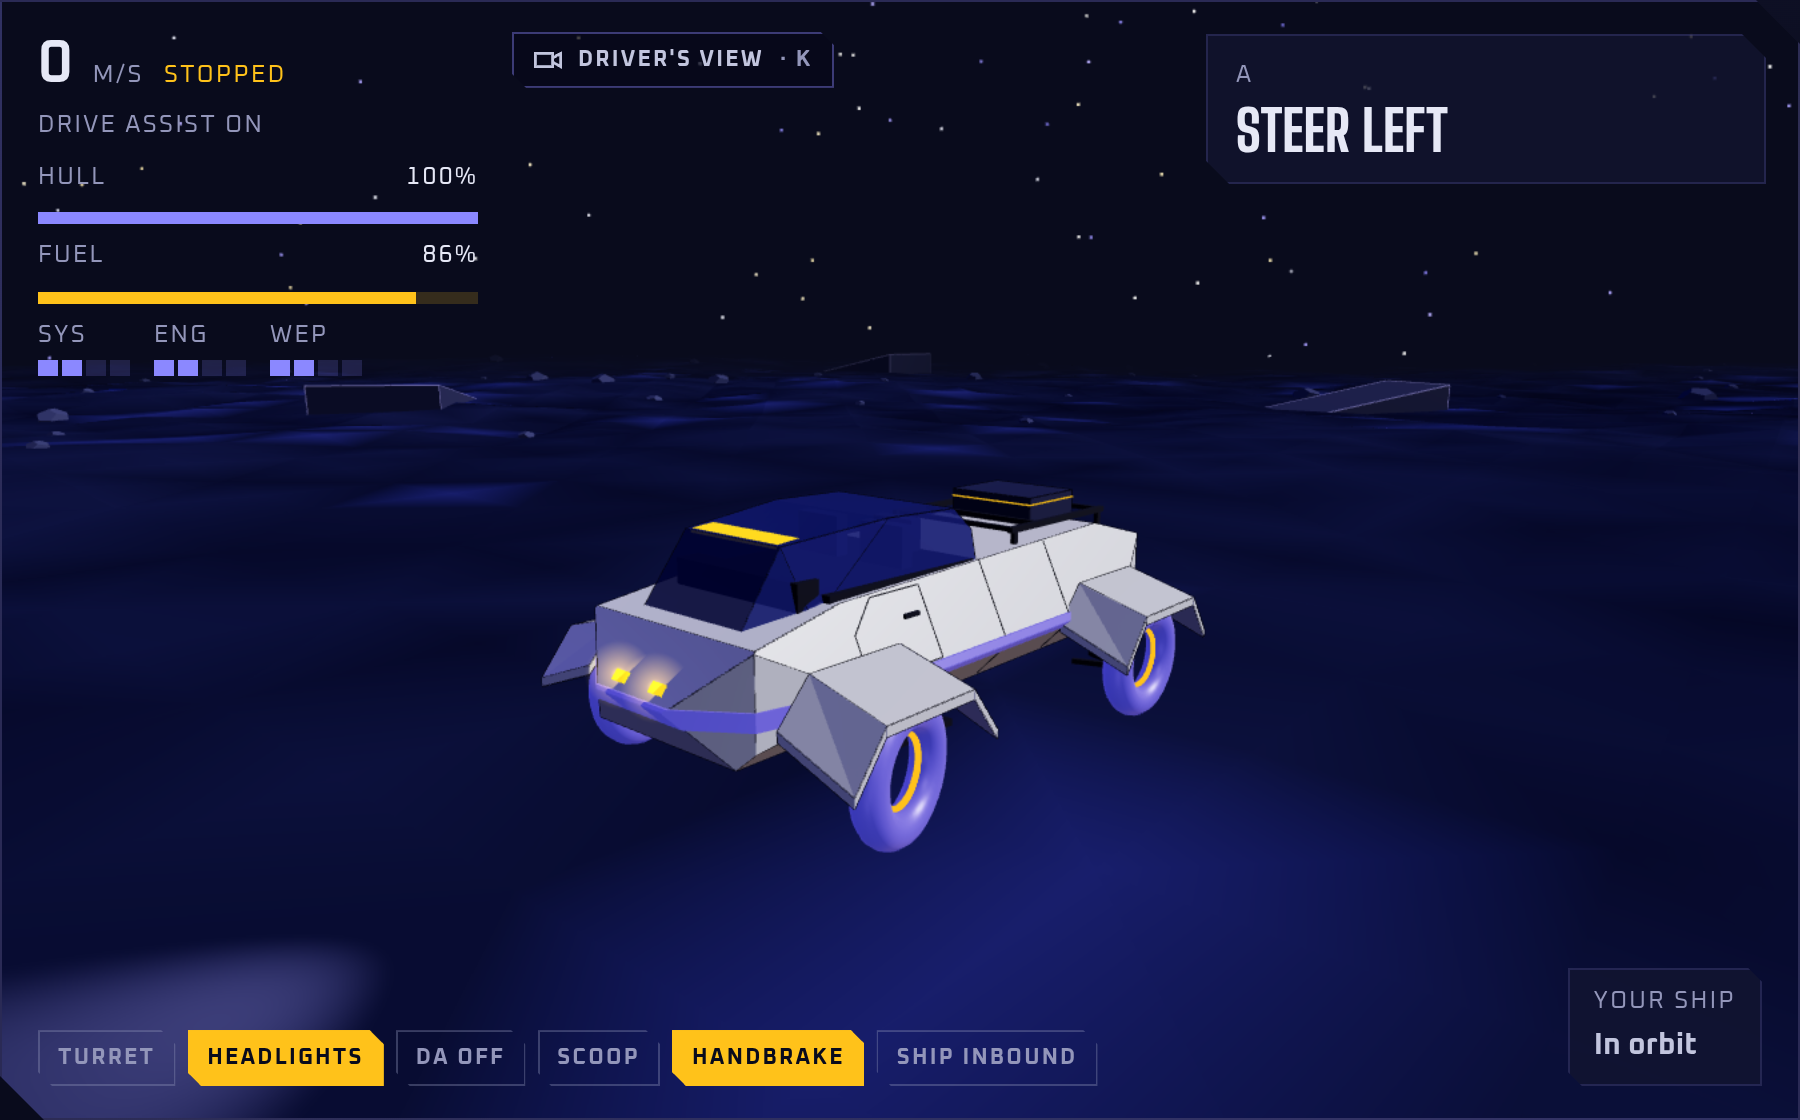 0 M/S STOPPED
DRIVE ASSIST ON
HULL 100%
FUEL 86%
SYS ENG WEP
DRIVER'S VIEW · K
A
STEER LEFT
TURRET HEADLIGHTS DA OFF SCOOP HANDBRAKE SHIP INBOUND
YOUR SHIP
In orbit